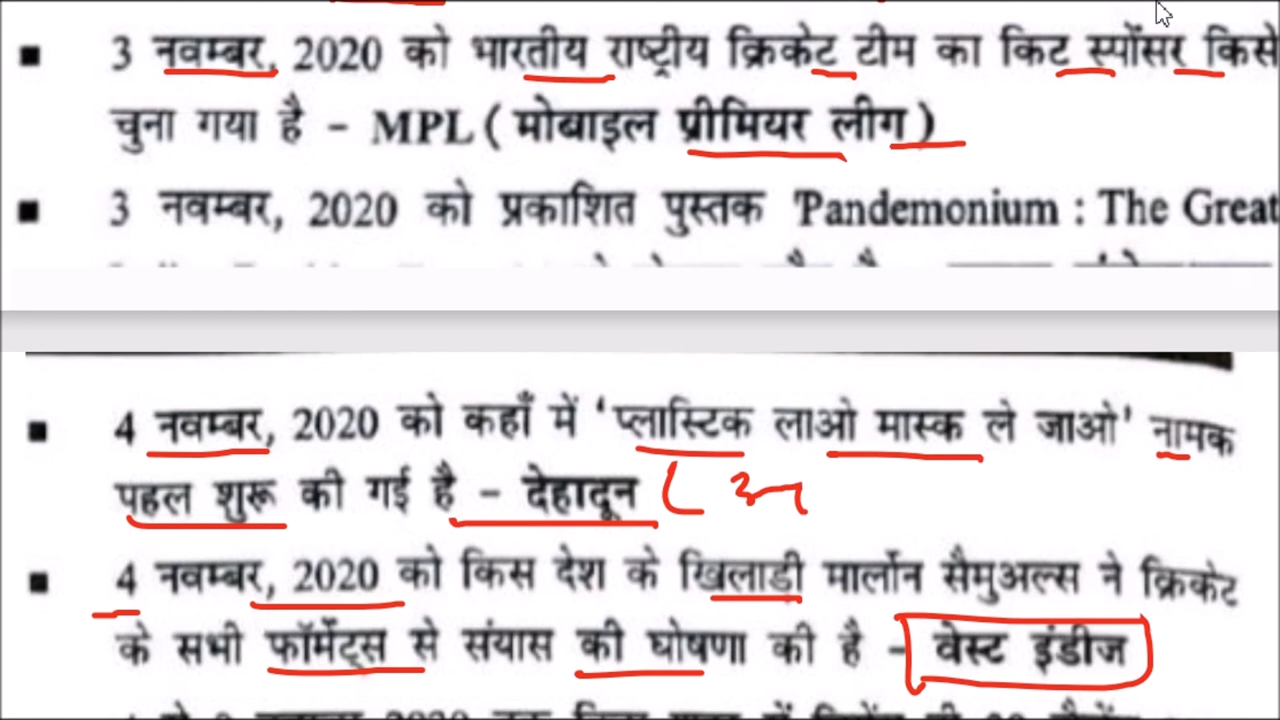 3 नवम्बर, 2020 को भारतीय राष्ट्रीय क्रिकेट टीम का किट स्पोंसर किसे
चुना गया है - MPL ( मोबाइल प्रीमियर लीग )
3 नवम्बर, 2020 को प्रकाशित पुस्तक 'Pandemonium : The Great
4 नवम्बर, 2020 को कहाँ में 'प्लास्टिक लाओ मास्क ले जाओ' नामक
पहल शुरू की गई है - देहादून
4 नवम्बर, 2020 को किस देश के खिलाडी मार्लोन सैमुअल्स ने क्रिकेट
के सभी फॉर्मेट्स से संयास की घोषणा की है - वेस्ट इंडीज